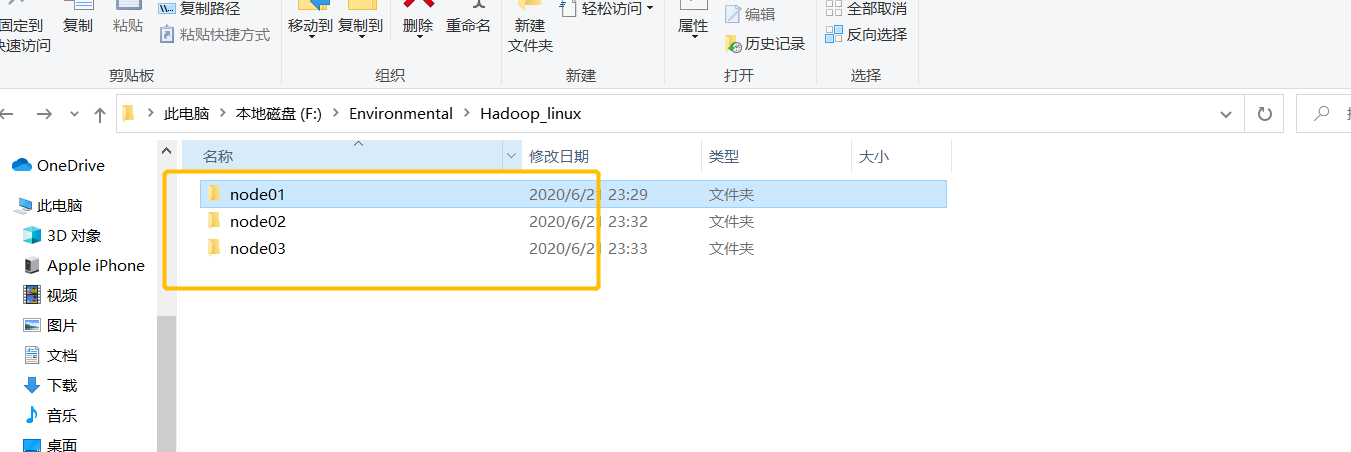 复制路径
轻松访问
编辑
全部取消
固定到
快速访问
复制
粘贴
粘贴快捷方式
移动到
复制到
删除
重命名
新建
文件夹
属性
历史记录
反向选择
剪贴板
组织
新建
打开
选择
此电脑 本地磁盘 (F:) Environmental Hadoop_linux
名称 修改日期 类型 大小
OneDrive
此电脑
3D 对象
Apple iPhone
视频
图片
文档
下载
音乐
桌面
node01 2020/6/21 23:29 文件夹
node02 2020/6/21 23:32 文件夹
node03 2020/6/21 23:33 文件夹